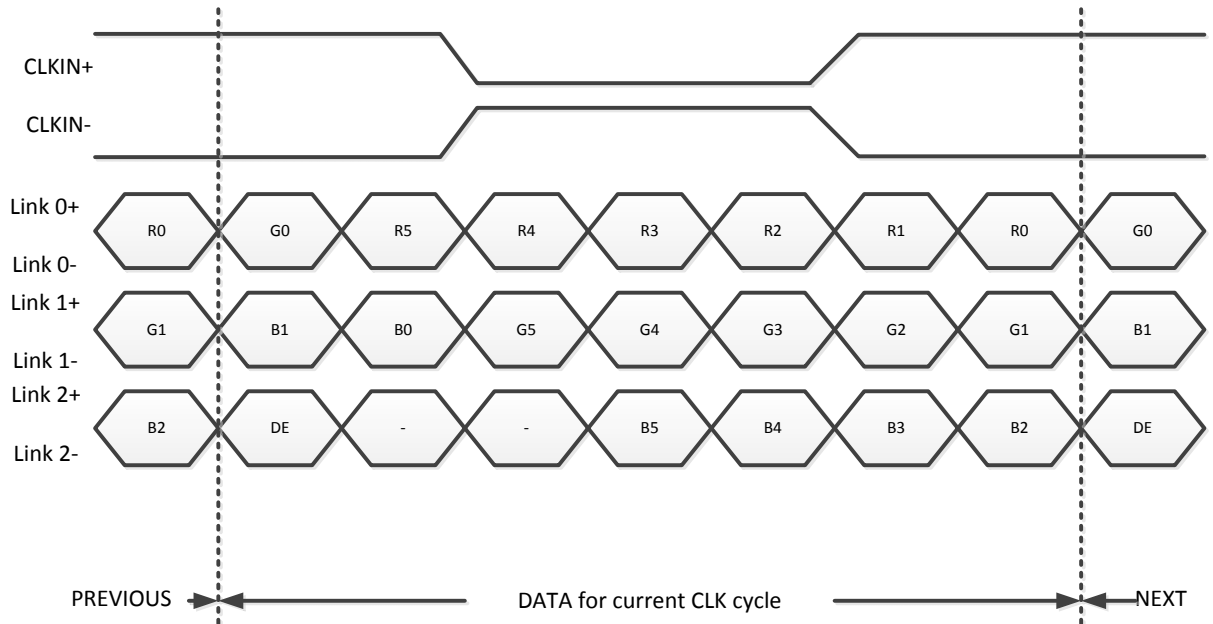 CLKIN+
CLKIN-
Link 0+
R0 G0 R5 R4 R3 R2 R1 R0 G0
Link 0-
Link 1+
G1 B1 B0 G5 G4 G3 G2 G1 B1
Link 1-
Link 2+
B2 DE - - B5 B4 B3 B2 DE
Link 2-
PREVIOUS DATA for current CLK cycle NEXT